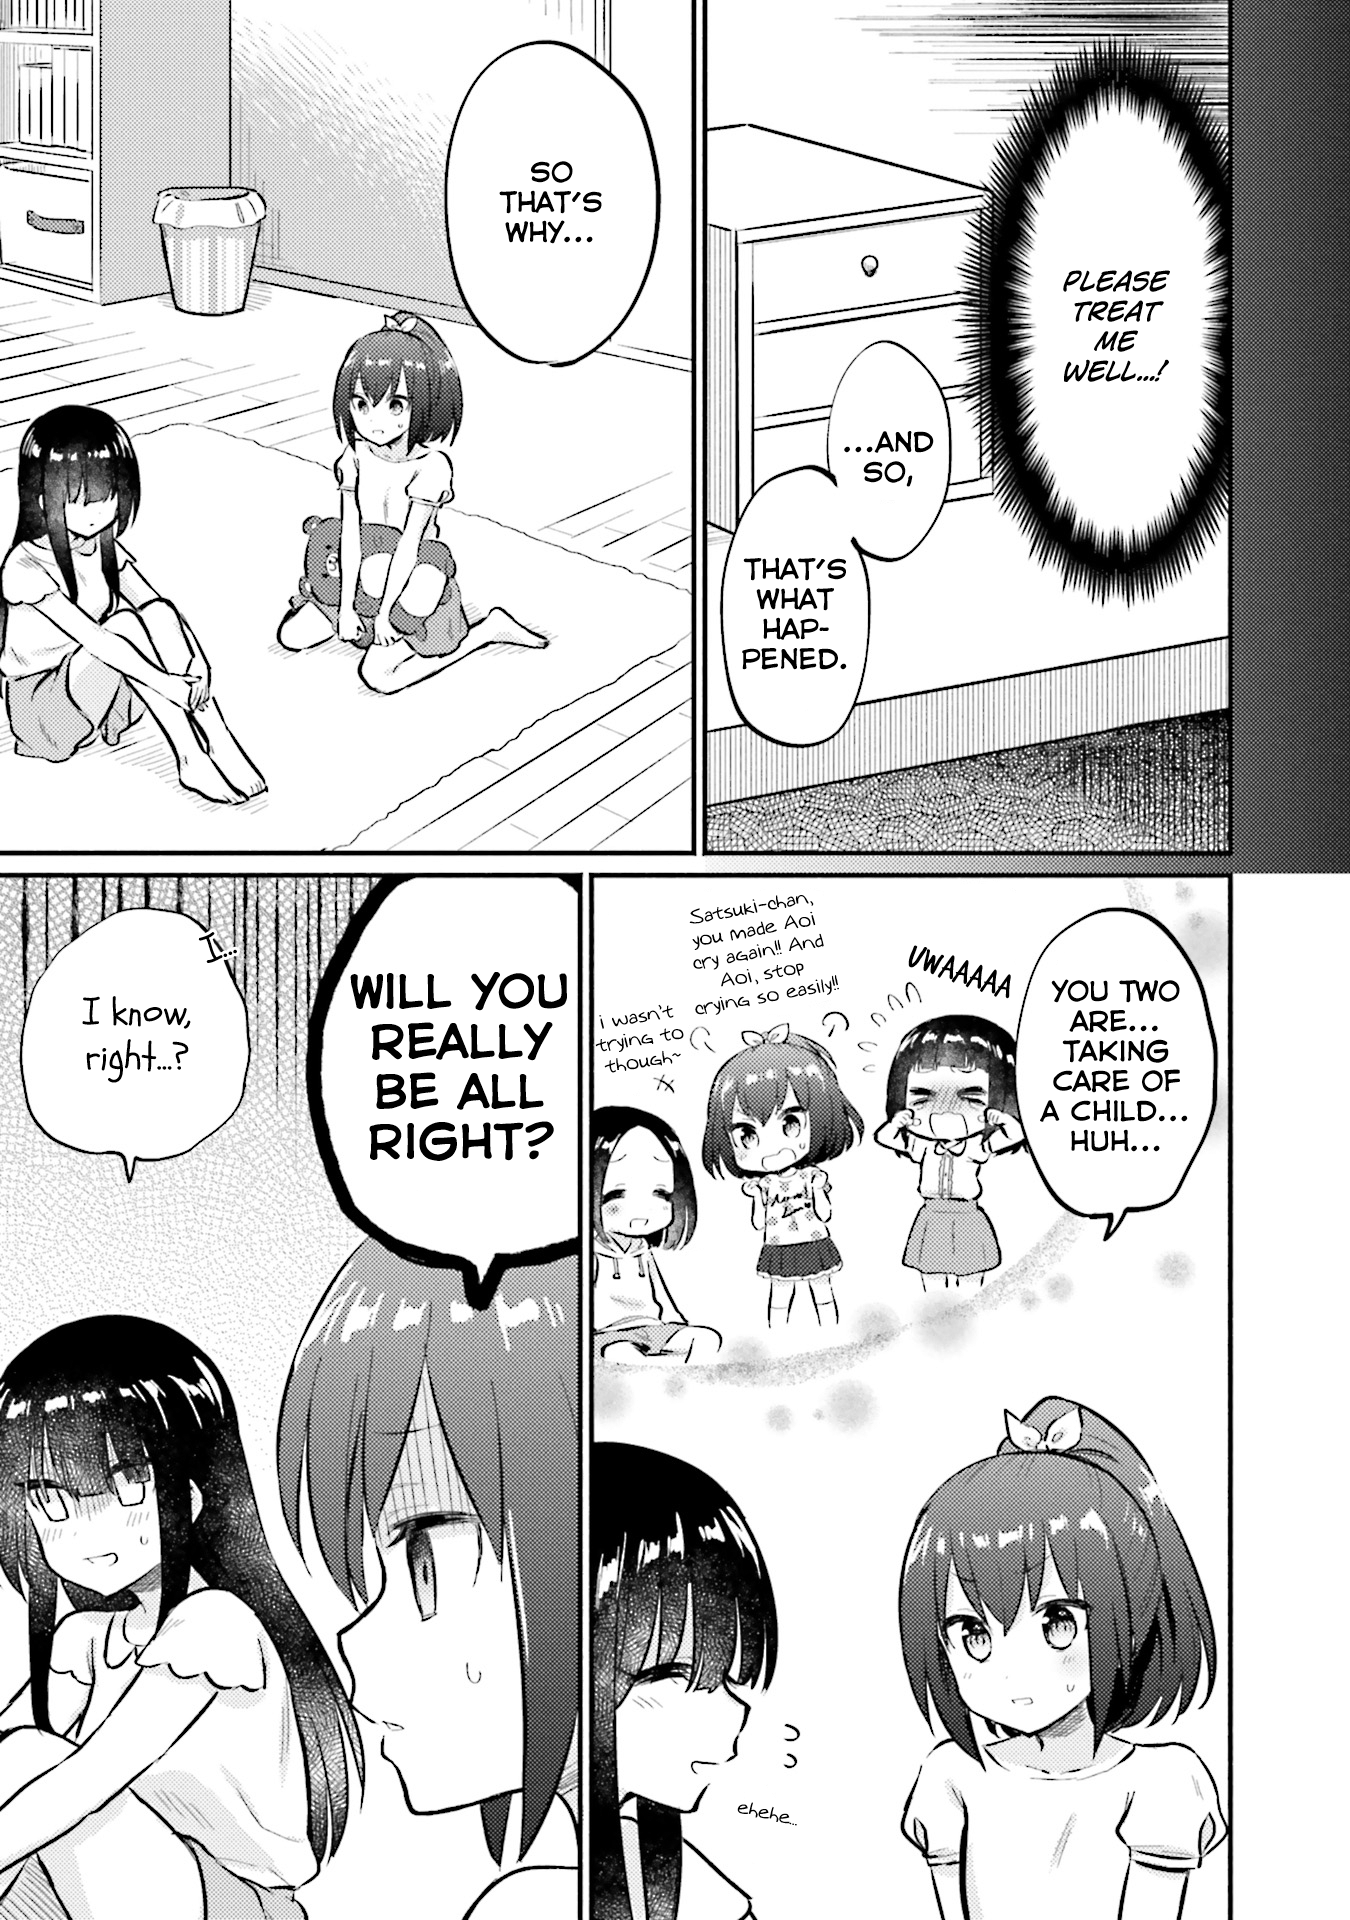 PLEASE
TREAT
ME
WELL...!
...AND
SO,
THAT'S
WHAT
HAP-
PENED.
SO
THAT'S
WHY...
YOU TWO
ARE...
TAKING
CARE OF
A CHILD...
HUH...
UWAAAAA
Satsuki-chan,
you made Aoi
cry again!! And
Aoi, stop
crying so easily!!
i wasn't
trying to
though~
ehehe...
WILL YOU
REALLY
BE ALL
RIGHT?
I...
I know,
right...?